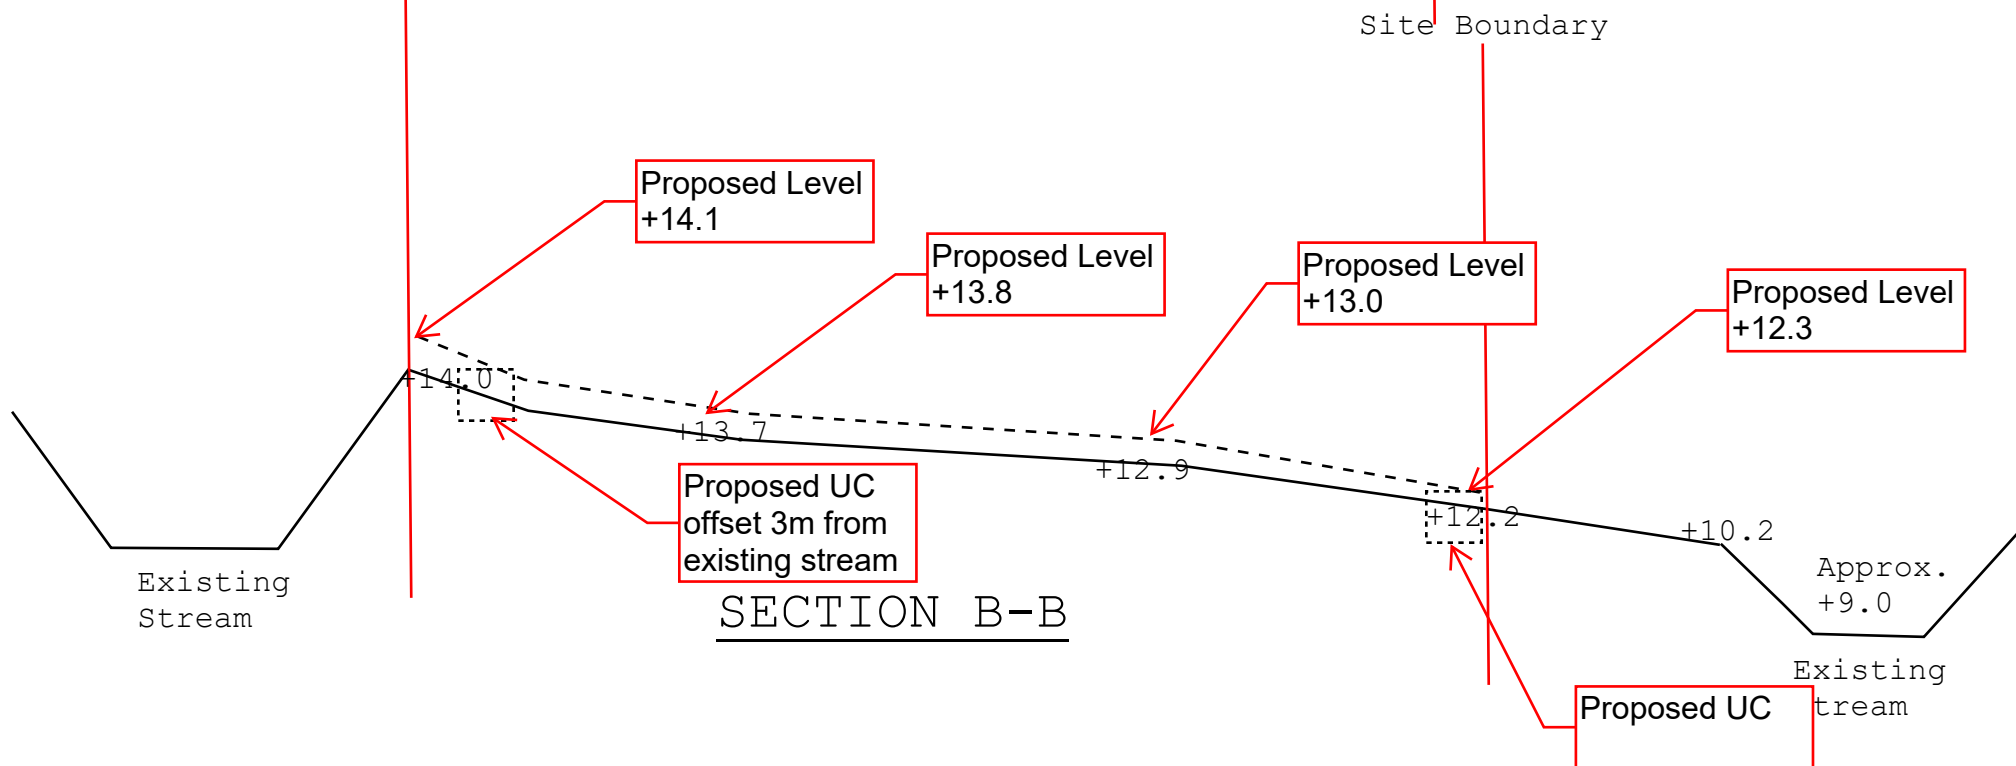 Site Boundary
Proposed Level
+14.1
Proposed Level
+13.8
Proposed Level
+13.0
Proposed Level
+12.3
+14.0
+13.7
+12.9
+12.2
+10.2
Proposed UC
offset 3m from
existing stream
Approx.
+9.0
Existing
Stream
SECTION B-B
Existing
tream
Proposed UC